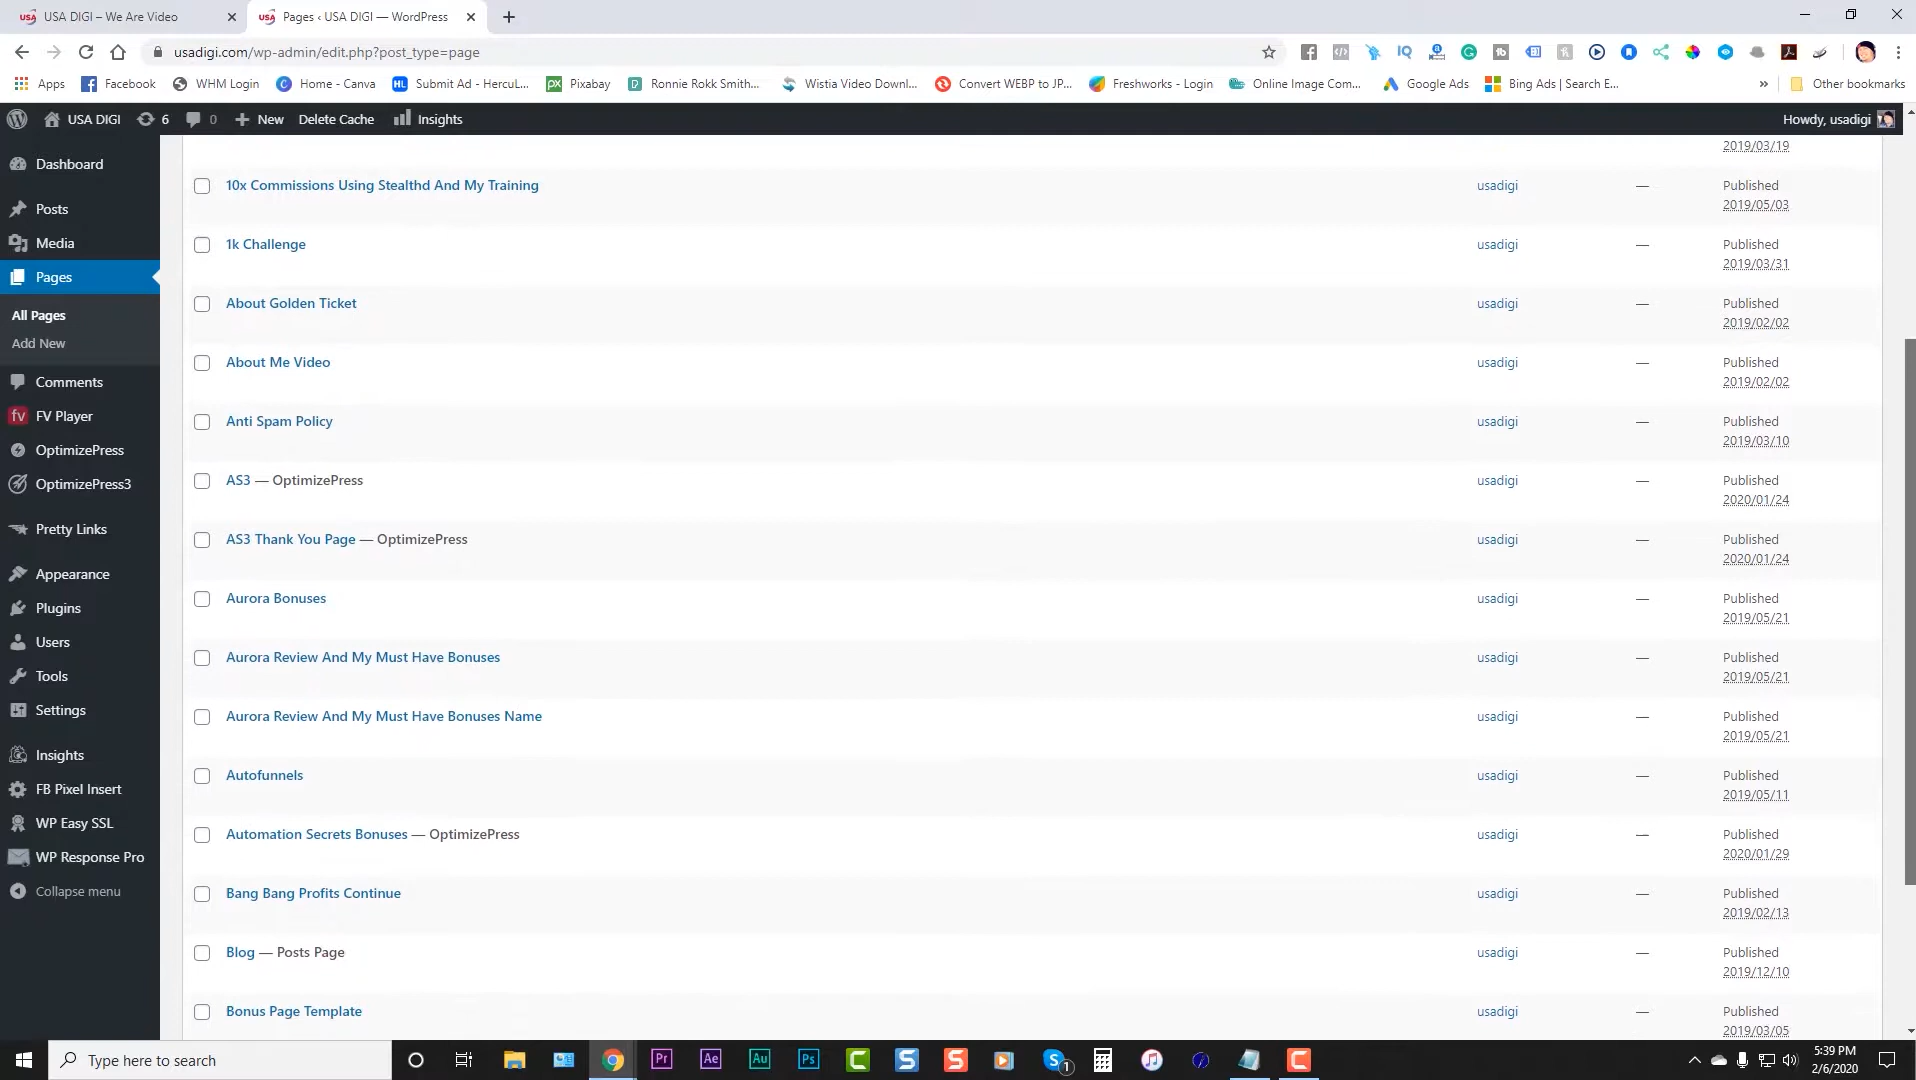 USA DIGI – We Are Video
Pages ‹ USA DIGI — WordPress
usadigi.com/wp-admin/edit.php?post_type=page
Apps
Facebook
WHM Login
Home - Canva
Submit Ad - HercuL...
Pixabay
Ronnie Rokk Smith...
Wistia Video Downl...
Convert WEBP to JP...
Freshworks - Login
Online Image Com...
Google Ads
Bing Ads | Search E...
»
Other bookmarks
USA DIGI
6
0
New
Delete Cache
Insights
Howdy, usadigi
Dashboard
Posts
Media
Pages
All Pages
Add New
Comments
FV Player
OptimizePress
OptimizePress3
Pretty Links
Appearance
Plugins
Users
Tools
Settings
Insights
FB Pixel Insert
WP Easy SSL
WP Response Pro
Collapse menu
2019/03/19
10x Commissions Using Stealthd And My Training usadigi — Published
2019/05/03
1k Challenge usadigi — Published
2019/03/31
About Golden Ticket usadigi — Published
2019/02/02
About Me Video usadigi — Published
2019/02/02
Anti Spam Policy usadigi — Published
2019/03/10
AS3 — OptimizePress usadigi — Published
2020/01/24
AS3 Thank You Page — OptimizePress usadigi — Published
2020/01/24
Aurora Bonuses usadigi — Published
2019/05/21
Aurora Review And My Must Have Bonuses usadigi — Published
2019/05/21
Aurora Review And My Must Have Bonuses Name usadigi — Published
2019/05/21
Autofunnels usadigi — Published
2019/05/11
Automation Secrets Bonuses — OptimizePress usadigi — Published
2020/01/29
Bang Bang Profits Continue usadigi — Published
2019/02/13
Blog — Posts Page usadigi — Published
2019/12/10
Bonus Page Template usadigi — Published
2019/03/05
Type here to search
Pr
Ae
Au
Ps
5:39 PM
2/6/2020